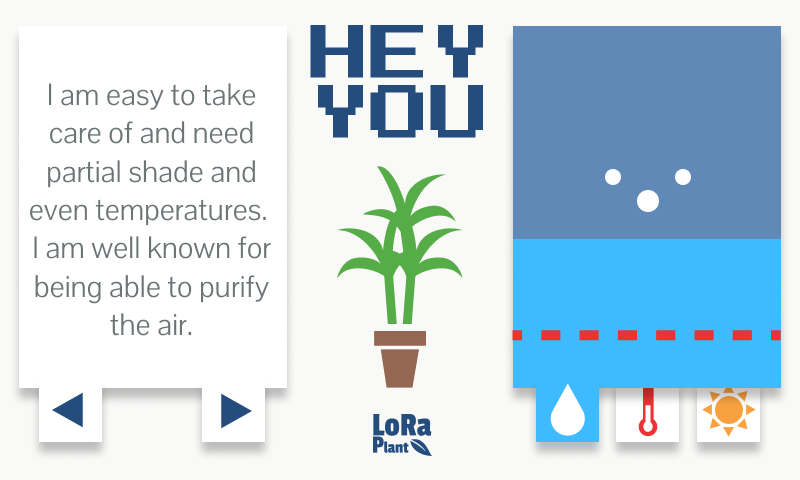 I am easy to take
care of and need
partial shade and
even temperatures.
I am well known for
being able to purify
the air.
HEY
YOU
LoRa
Plant